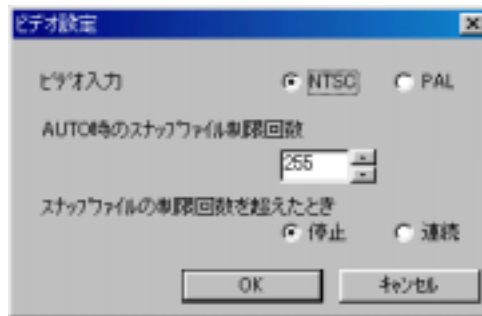 ビデオ設定
ビデオ入力 NTSC PAL
AUTO時のスナップファイル制限回数
255
スナップファイルの制限回数を超えたとき
停止 連続
OK キャンセル